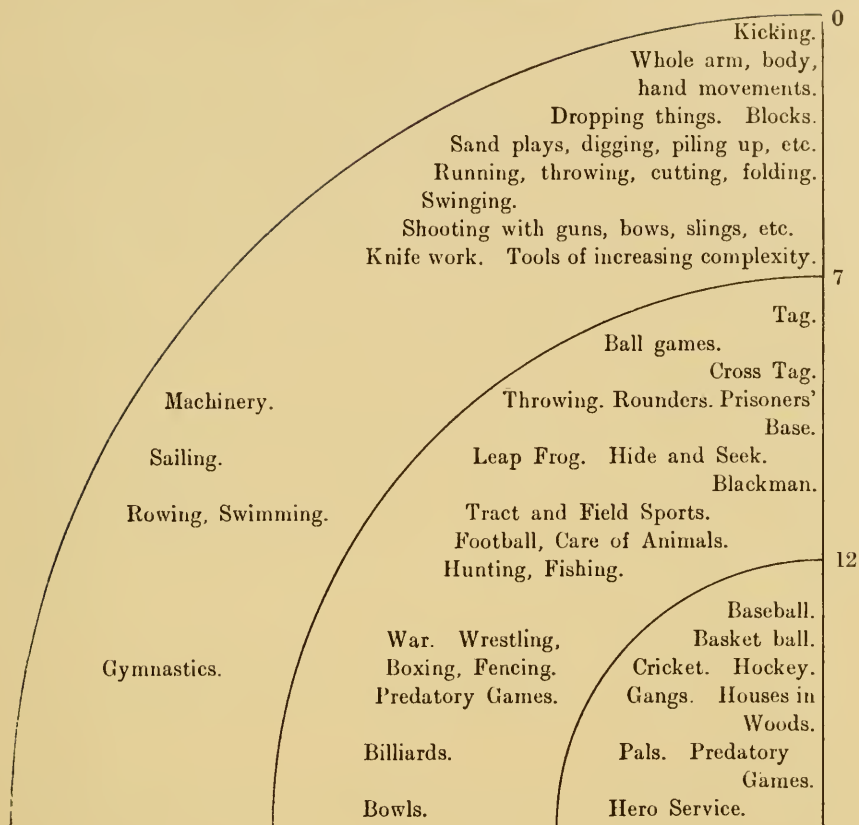 0
Kicking.
Whole arm, body,
hand movements.
Dropping things. Blocks.
Sand plays, digging, piling up, etc.
Running, throwing, cutting, folding.
Swinging.
Shooting with guns, bows, slings, etc.
Knife work. Tools of increasing complexity.
7
Tag.
Ball games.
Cross Tag.
Machinery.
Throwing. Rounders. Prisoners'
Base.
Sailing.
Leap Frog. Hide and Seek.
Blackman.
Rowing, Swimming.
Tract and Field Sports.
Football, Care of Animals.
12
Hunting, Fishing.
Baseball.
War. Wrestling,
Basket ball.
Gymnastics.
Boxing, Fencing.
Cricket. Hockey.
Predatory Games.
Gangs. Houses in
Woods.
Billiards.
Pals. Predatory
Games.
Bowls.
Hero Service.